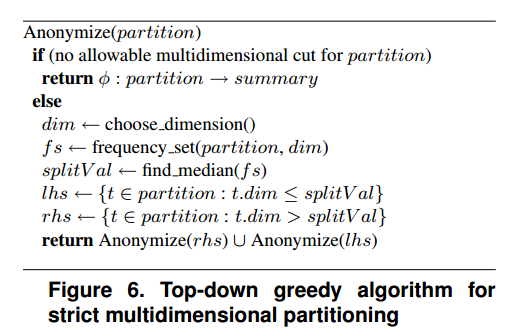 Anonymize(partition)
if (no allowable multidimensional cut for partition)
return ϕ : partition → summary
else
dim ← choose_dimension()
fs ← frequency_set(partition, dim)
splitVal ← find_median(fs)
lhs ← {t ∈ partition : t.dim ≤ splitVal}
rhs ← {t ∈ partition : t.dim > splitVal}
return Anonymize(rhs) ∪ Anonymize(lhs)
Figure 6. Top-down greedy algorithm for
strict multidimensional partitioning